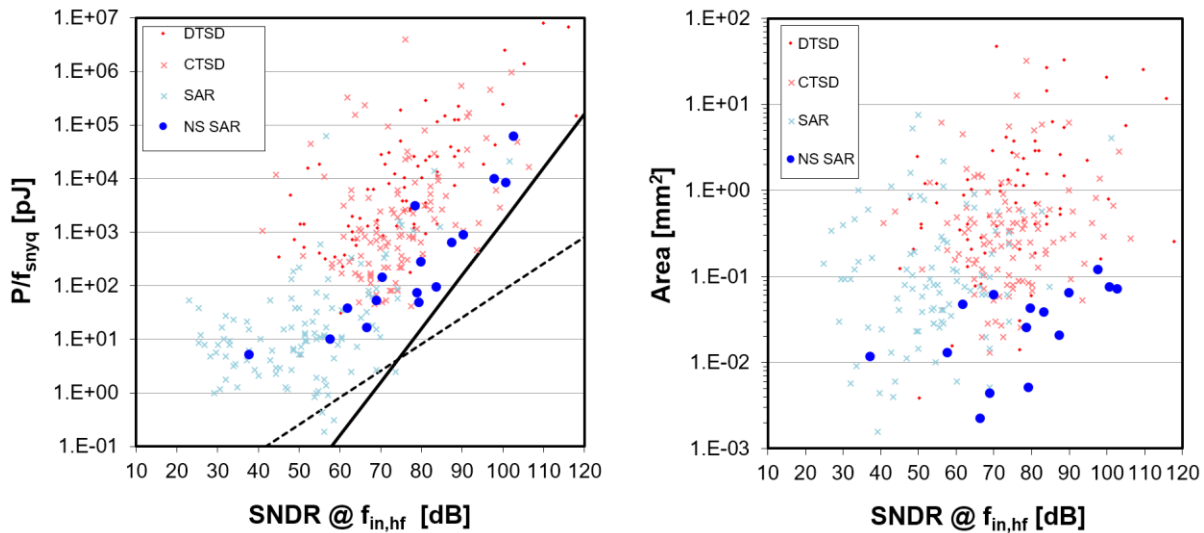 1.E+07
1.E+06
1.E+05
1.E+04
1.E+03
1.E+02
1.E+01
1.E+00
1.E-01
P/fsnyq [pJ]
DTSD
CTSD
SAR
NS SAR
10 20 30 40 50 60 70 80 90 100 110 120
SNDR @ fin,hf [dB]
1.E+02
1.E+01
1.E+00
1.E-01
1.E-02
1.E-03
Area [mm²]
DTSD
CTSD
SAR
NS SAR
10 20 30 40 50 60 70 80 90 100 110 120
SNDR @ fin,hf [dB]